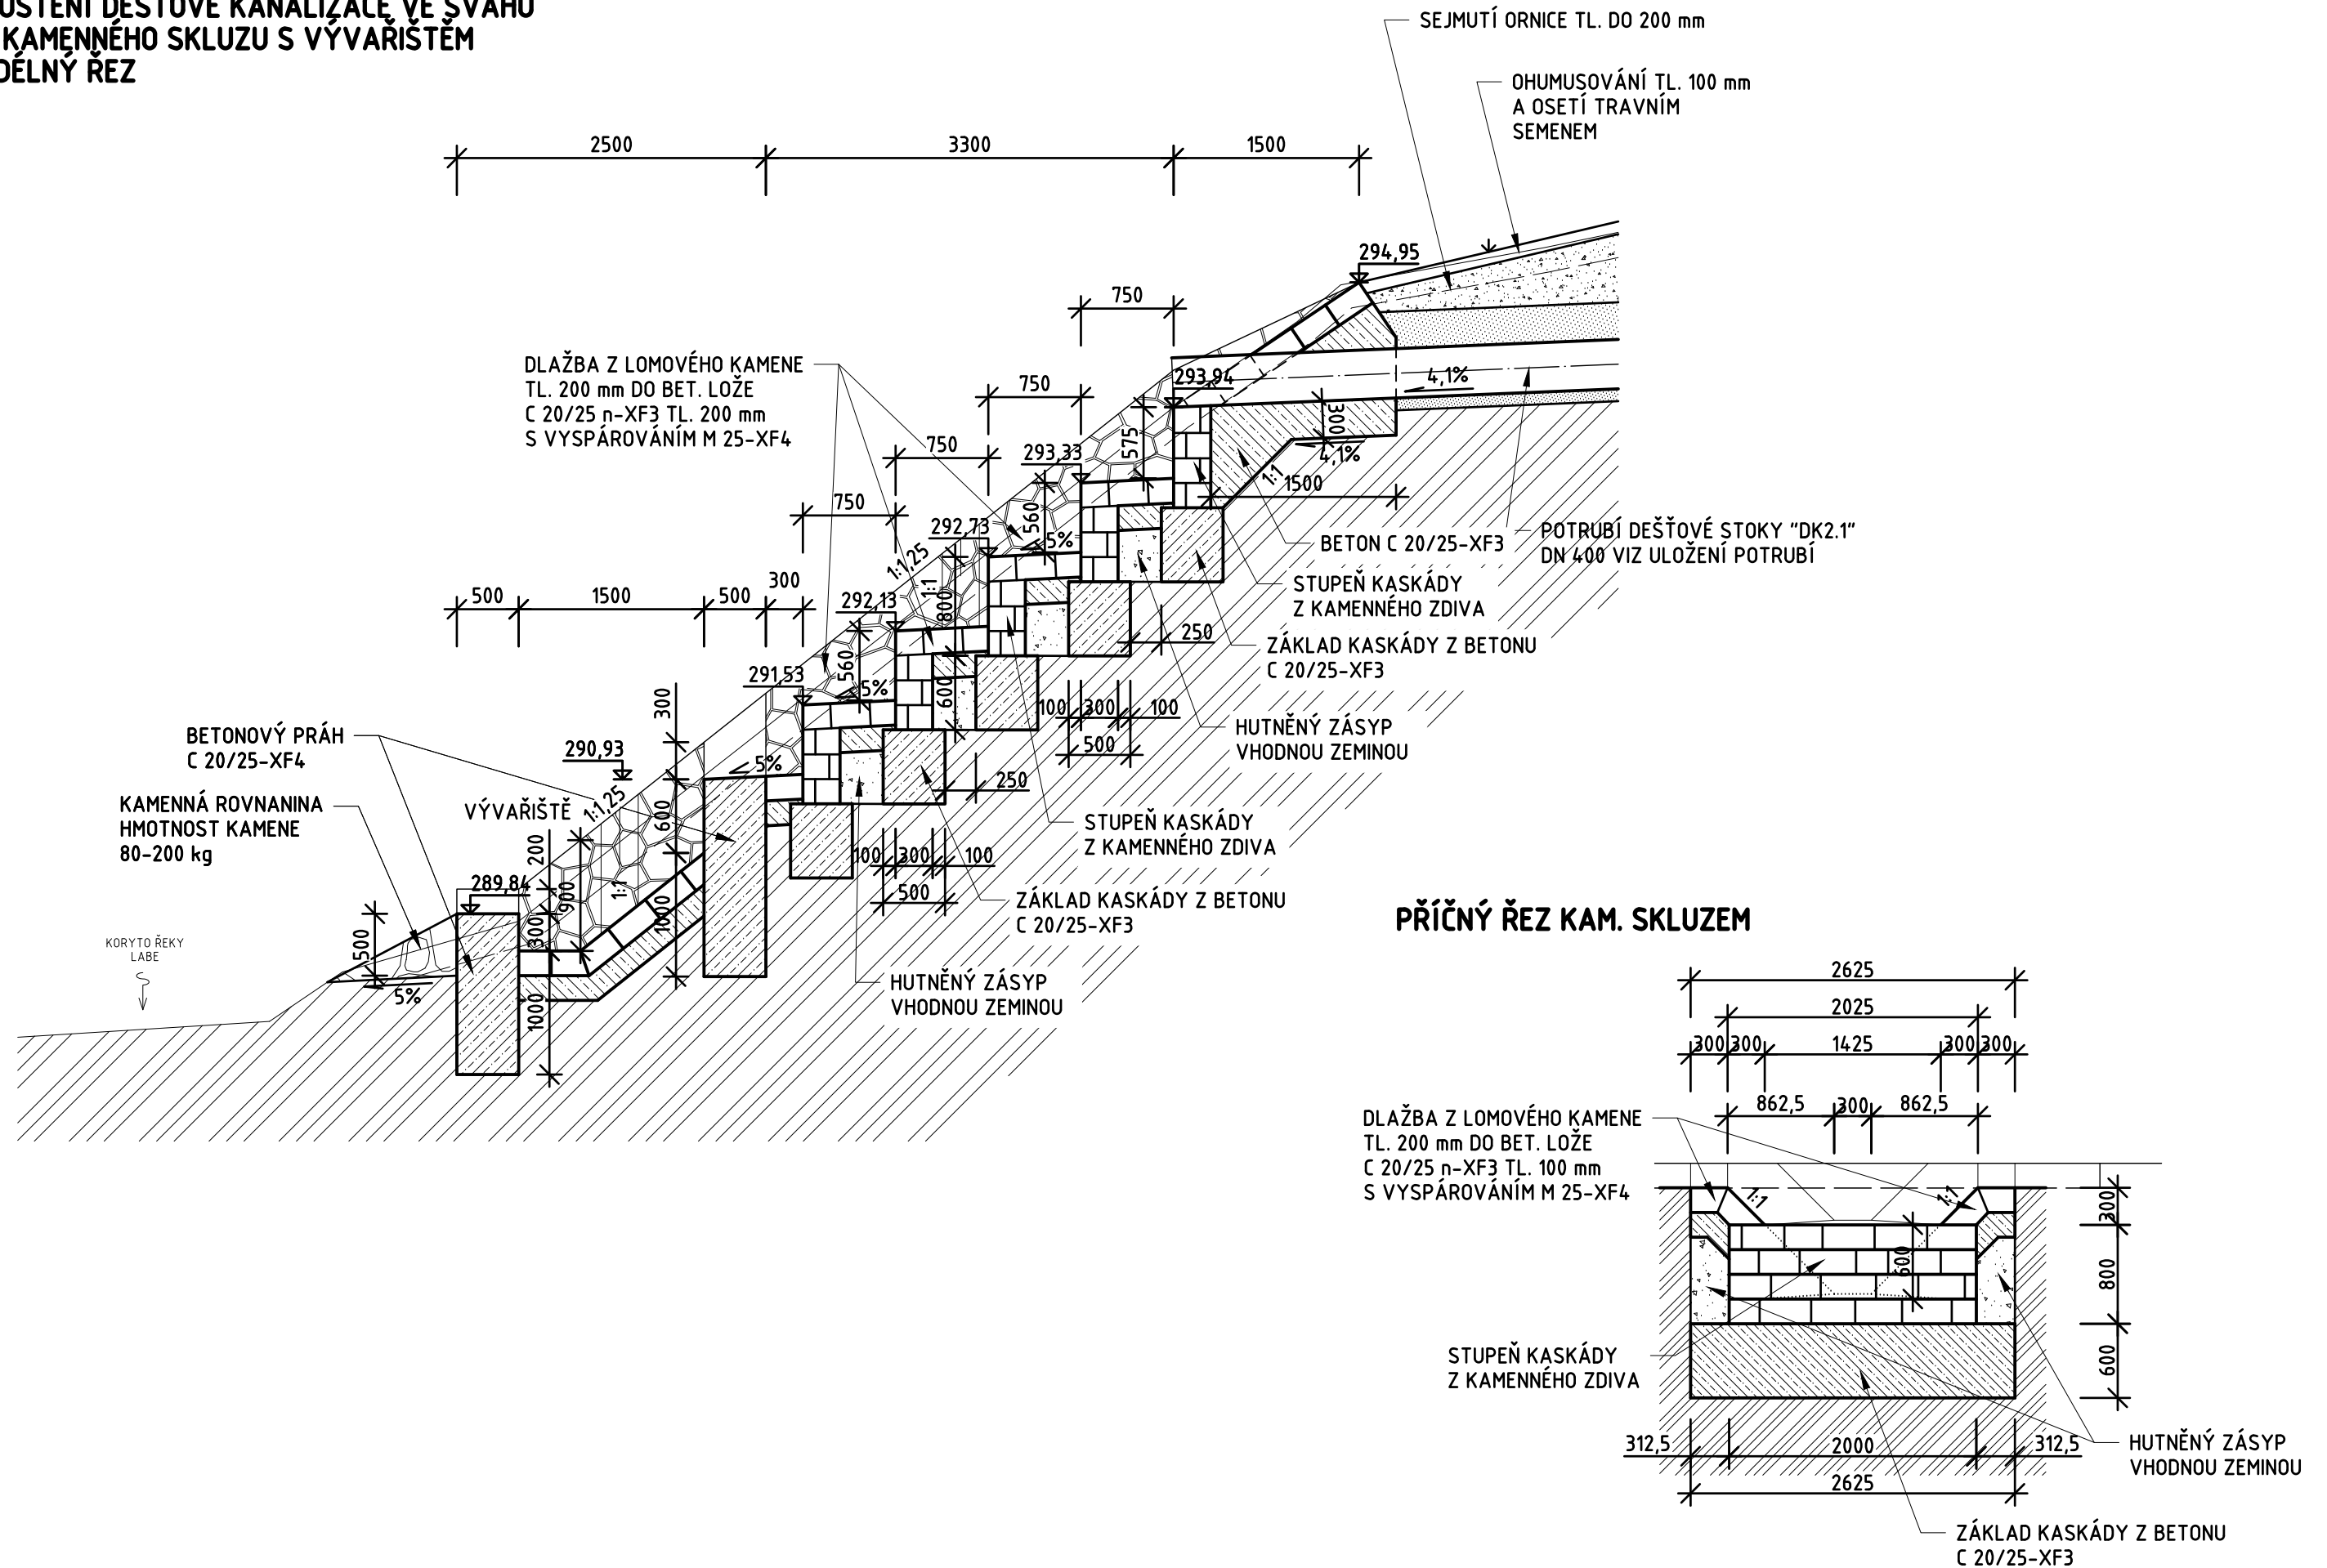 KAMENNÉHO SKLUZU S VÝVAŘIŠTĚM
ŘEZ
SEJMUTÍ ORNICE TL. DO 200 mm
OHUMUSOVÁNÍ TL. 100 mm
A OSETÍ TRAVNÍM
SEMENEM
2500
3300
1500
294,95
750
293,94
4,1%
300
4,1%
1:1
1500
575
DLAŽBA Z LOMOVÉHO KAMENE
TL. 200 mm DO BET. LOŽE
C 20/25 n-XF3 TL. 200 mm
S VYSPÁROVÁNÍM M 25-XF4
750
293,33
750
560
5%
292,73
750
1:1,25
1:1
800
292,13
560
5%
600
291,53
500
1500
500
300
300
5%
290,93
1:1,25
600
1000
BETONOVÝ PRÁH
C 20/25-XF4
KAMENNÁ ROVNANINA
HMOTNOST KAMENE
80-200 kg
VÝVAŘIŠTĚ
200
900
1:1
289,84
300
500
5%
1000
KORYTO ŘEKY
LABE
BETON C 20/25-XF3
POTRUBÍ DEŠŤOVÉ STOKY "DK2.1"
DN 400 VIZ ULOŽENÍ POTRUBÍ
STUPEŇ KASKÁDY
Z KAMENNÉHO ZDIVA
250
ZÁKLAD KASKÁDY Z BETONU
C 20/25-XF3
100
300
100
500
HUTNĚNÝ ZÁSYP
VHODNOU ZEMINOU
250
STUPEŇ KASKÁDY
Z KAMENNÉHO ZDIVA
100
300
100
500
ZÁKLAD KASKÁDY Z BETONU
C 20/25-XF3
HUTNĚNÝ ZÁSYP
VHODNOU ZEMINOU
PŘÍČNÝ ŘEZ KAM. SKLUZEM
2625
2025
300
300
1425
300
300
862,5
300
862,5
DLAŽBA Z LOMOVÉHO KAMENE
TL. 200 mm DO BET. LOŽE
C 20/25 n-XF3 TL. 100 mm
S VYSPÁROVÁNÍM M 25-XF4
1:1
1:1
300
600
800
600
STUPEŇ KASKÁDY
Z KAMENNÉHO ZDIVA
312,5
2000
312,5
2625
HUTNĚNÝ ZÁSYP
VHODNOU ZEMINOU
ZÁKLAD KASKÁDY Z BETONU
C 20/25-XF3